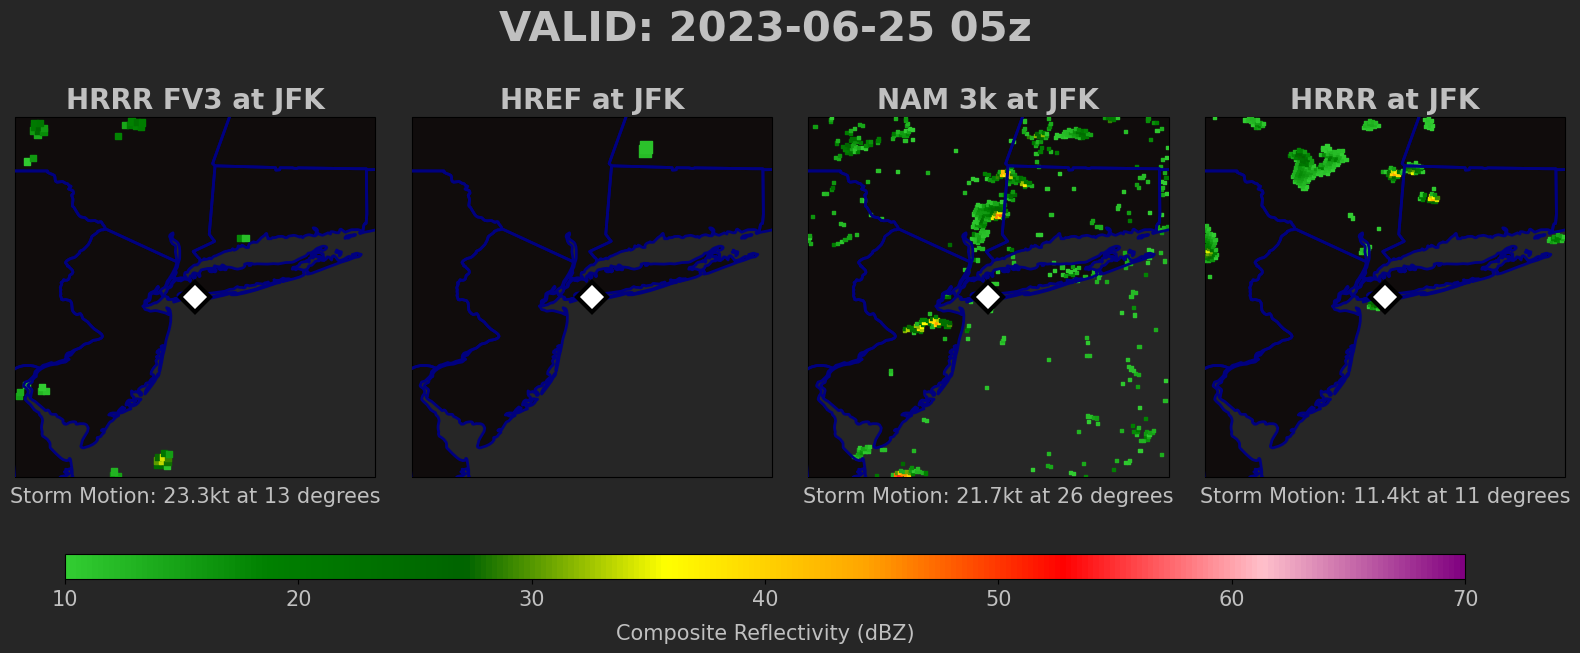 VALID: 2023-06-25 05z
HRRR FV3 at JFK
HREF at JFK
NAM 3k at JFK
HRRR at JFK
Storm Motion: 23.3kt at 13 degrees
Storm Motion: 21.7kt at 26 degrees
Storm Motion: 11.4kt at 11 degrees
10 20 30 40 50 60 70
Composite Reflectivity (dBZ)